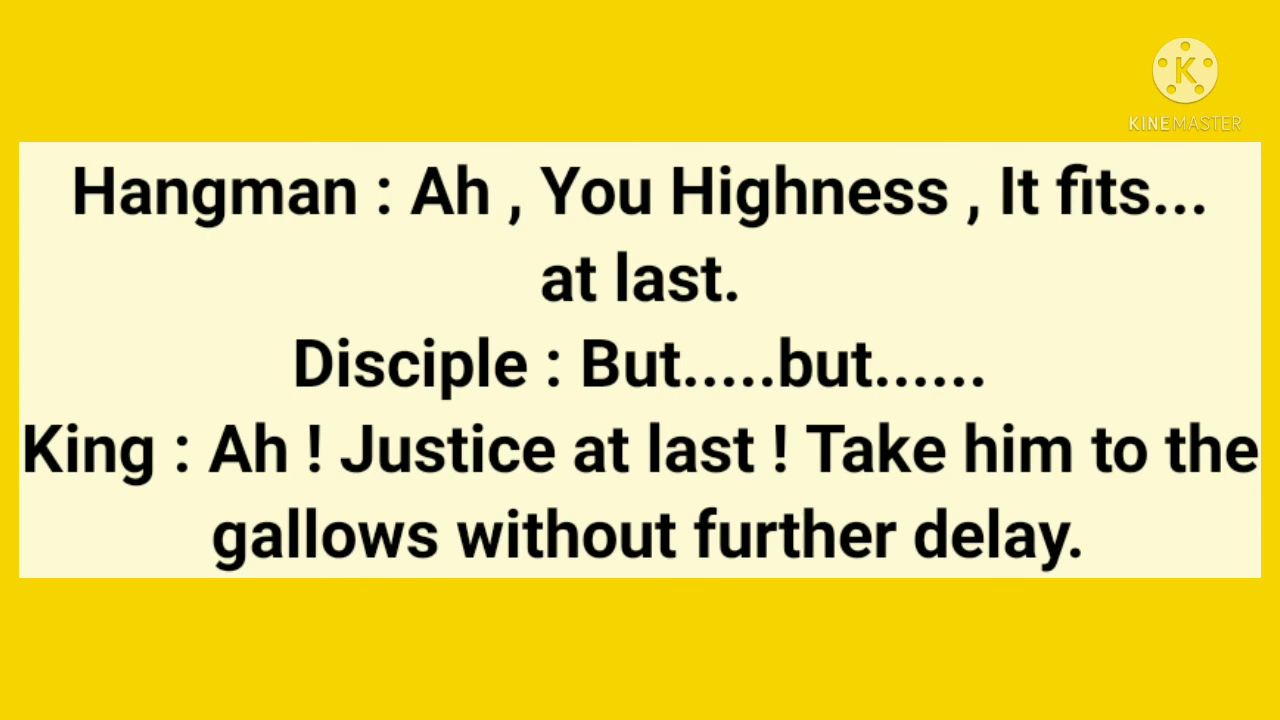 KINEMASTER
Hangman : Ah , You Highness , It fits...
at last.
Disciple : But.....but......
King : Ah ! Justice at last ! Take him to the
gallows without further delay.